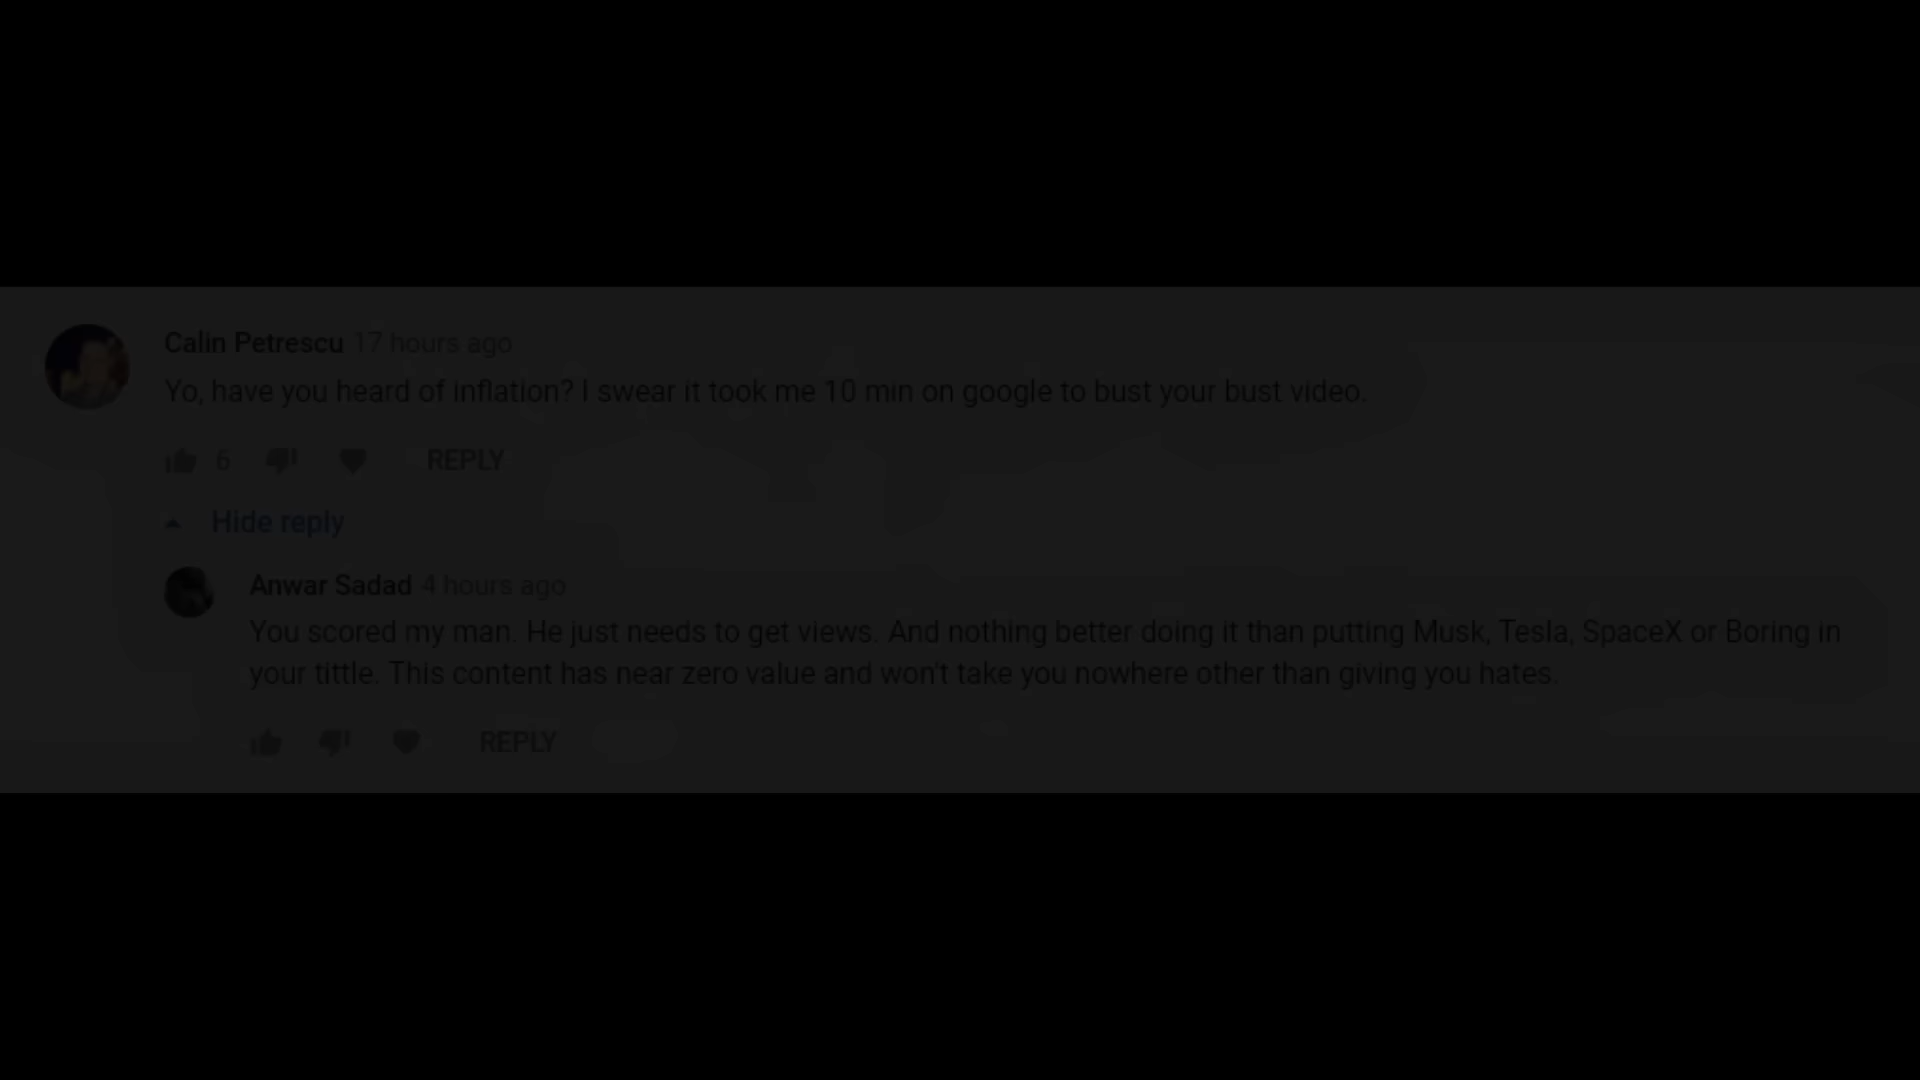 Calin Petrescu 17 hours ago
Yo, have you heard of inflation? I swear it took me 10 min on google to bust your bust video.
6 REPLY
Hide reply
Anwar Sadad 4 hours ago
You scored my man. He just needs to get views. And nothing better doing it than putting Musk, Tesla, SpaceX or Boring in
your tittle. This content has near zero value and won't take you nowhere other than giving you hates.
REPLY